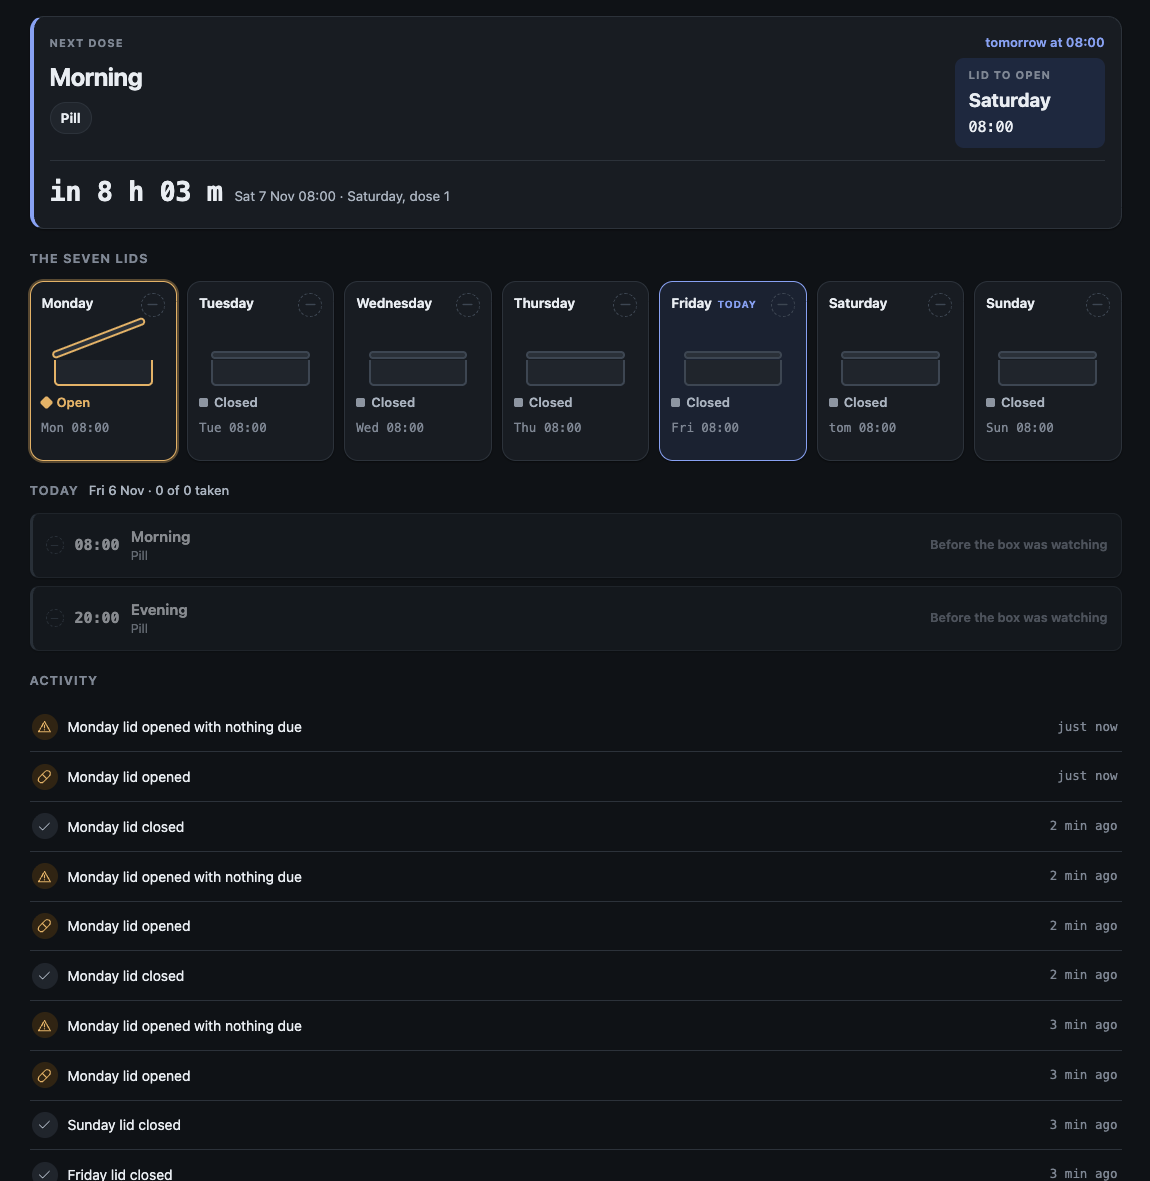 NEXT DOSE
tomorrow at 08:00
Morning
Pill
LID TO OPEN
Saturday
08:00
in 8 h 03 m Sat 7 Nov 08:00 · Saturday, dose 1
THE SEVEN LIDS
Monday
Open
Mon 08:00
Tuesday
Closed
Tue 08:00
Wednesday
Closed
Wed 08:00
Thursday
Closed
Thu 08:00
Friday TODAY
Closed
Fri 08:00
Saturday
Closed
tom 08:00
Sunday
Closed
Sun 08:00
TODAY Fri 6 Nov · 0 of 0 taken
08:00 Morning
Pill
Before the box was watching
20:00 Evening
Pill
Before the box was watching
ACTIVITY
Monday lid opened with nothing due just now
Monday lid opened just now
Monday lid closed 2 min ago
Monday lid opened with nothing due 2 min ago
Monday lid opened 2 min ago
Monday lid closed 2 min ago
Monday lid opened with nothing due 3 min ago
Monday lid opened 3 min ago
Sunday lid closed 3 min ago
Friday lid closed 3 min ago